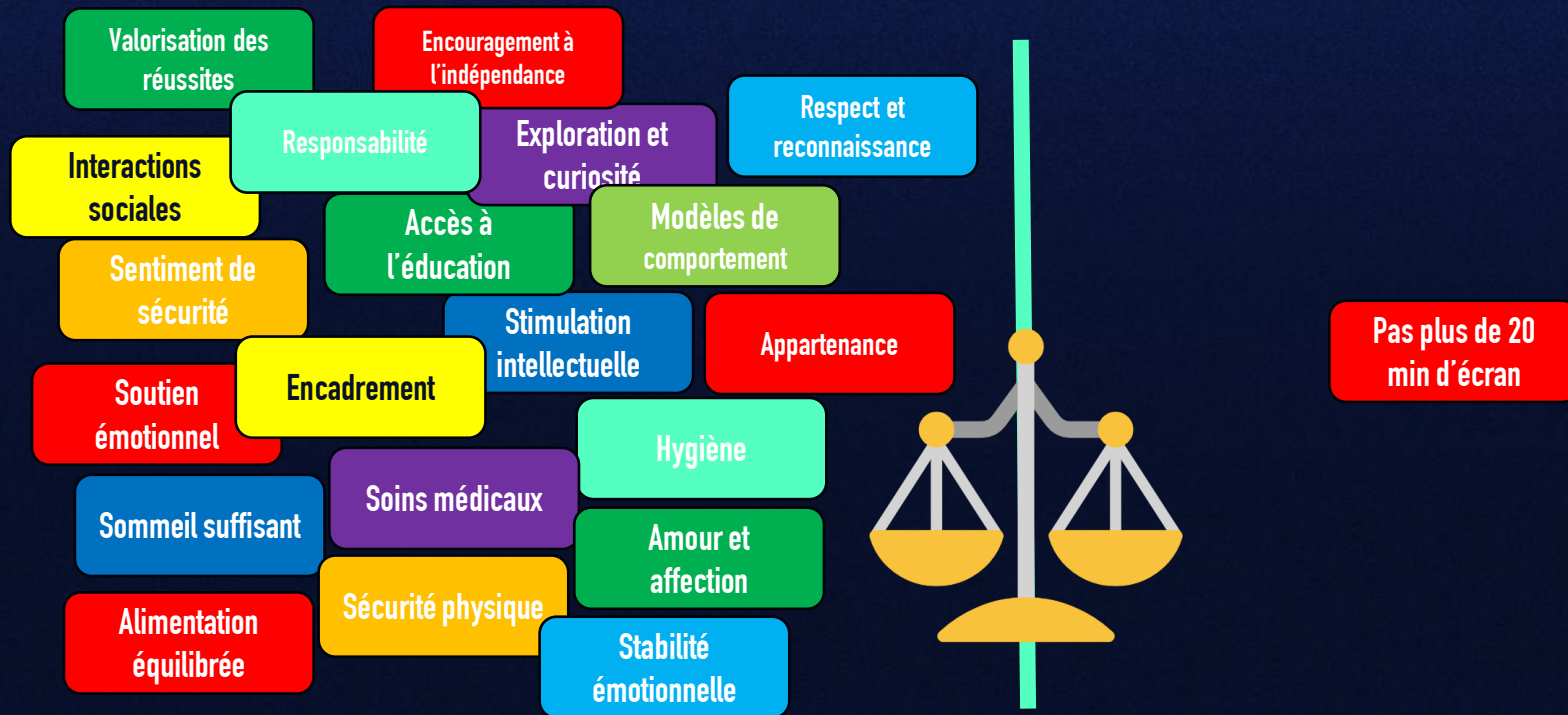 Valorisation des
réussites
Encouragement à
l'indépendance
Respect et
reconnaissance
Responsabilité
Exploration et
curiosité
Interactions
sociales
Accès à
l'éducation
Modèles de
comportement
Sentiment de
sécurité
Stimulation
intellectuelle
Appartenance
Pas plus de 20
min d'écran
Encadrement
Soutien
émotionnel
Hygiène
Soins médicaux
Sommeil suffisant
Amour et
affection
Sécurité physique
Alimentation
équilibrée
Stabilité
émotionnelle